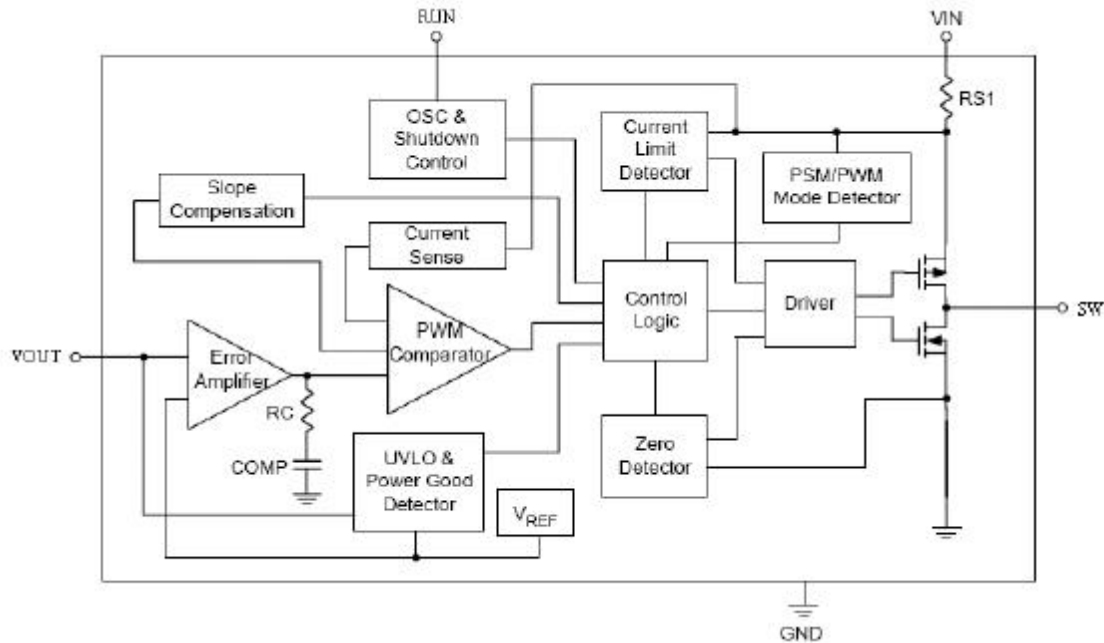 RUN
VIN
RS1
OSC &
Shutdown
Control
Current
Limit
Detector
PSM/PWM
Mode Detector
Slope
Compensation
Current
Sense
Control
Logic
Driver
SW
PWM
Comparator
VOUT
Error
Amplifier
RC
COMP
UVLO &
Power Good
Detector
VREF
Zero
Detector
GND